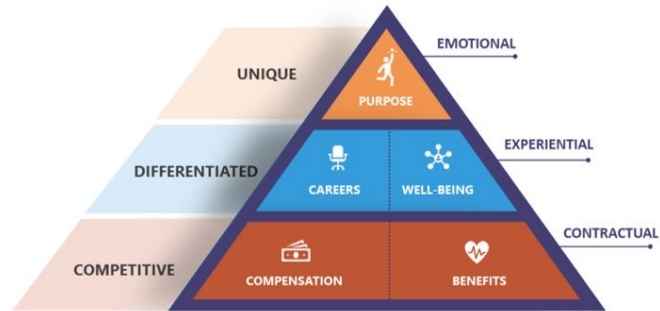 EMOTIONAL
UNIQUE
PURPOSE
EXPERIENTIAL
DIFFERENTIATED
CAREERS
WELL-BEING
CONTRACTUAL
COMPETITIVE
COMPENSATION
BENEFITS